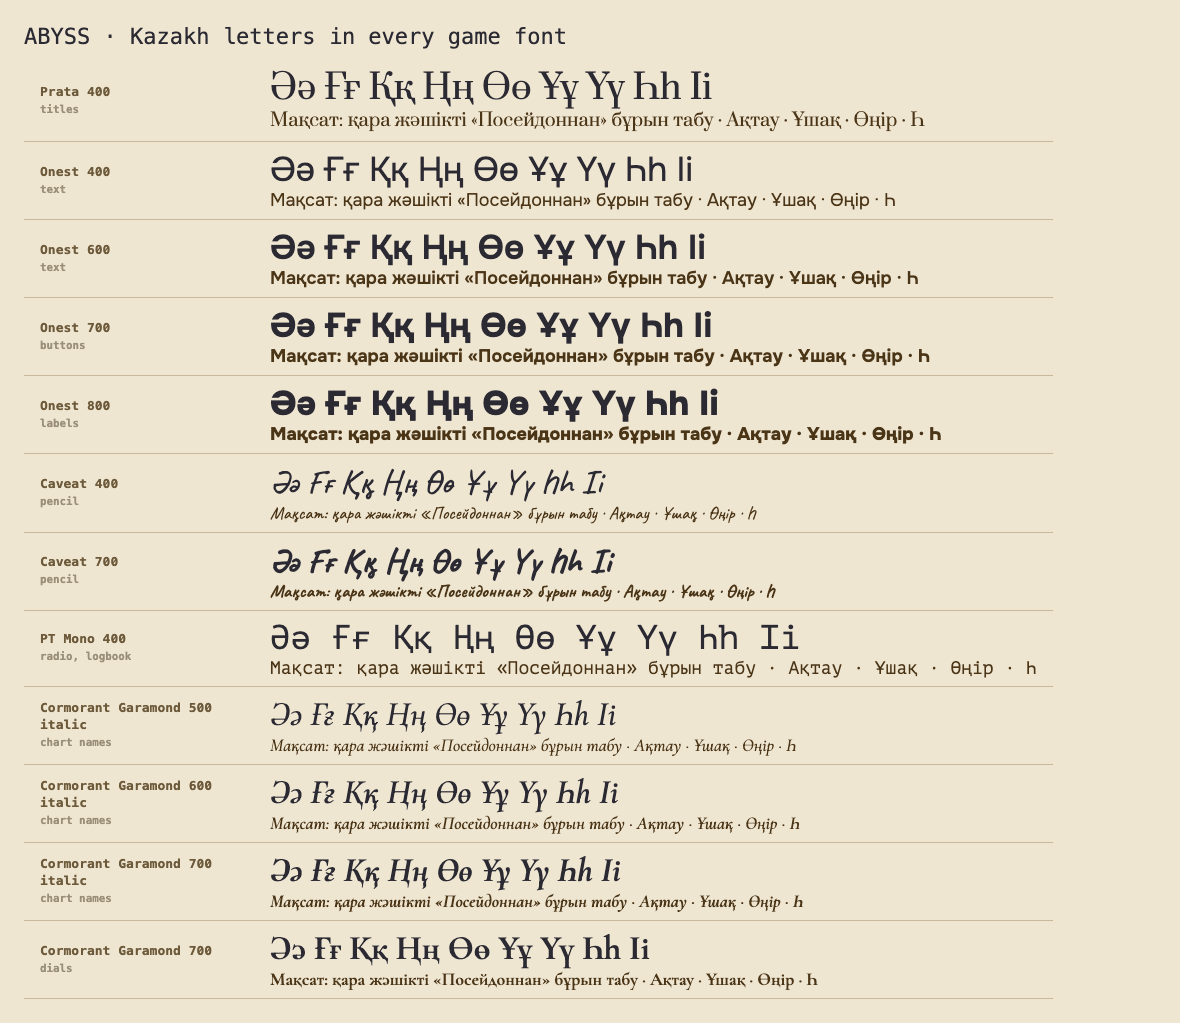 ABYSS · Kazakh letters in every game font
Prata 400
titles
Әә Ғғ Ққ Ңң Өө Ұұ Үү Һһ Іі
Мақсат: қара жәшікті «Посейдоннан» бұрын табу · Ақтау · Ұшақ · Өңір · Һ
Onest 400
text
Әә Ғғ Ққ Ңң Өө Ұұ Үү Һһ Іі
Мақсат: қара жәшікті «Посейдоннан» бұрын табу · Ақтау · Ұшақ · Өңір · Һ
Onest 600
text
Әә Ғғ Ққ Ңң Өө Ұұ Үү Һһ Іі
Мақсат: қара жәшікті «Посейдоннан» бұрын табу · Ақтау · Ұшақ · Өңір · Һ
Onest 700
buttons
Әә Ғғ Ққ Ңң Өө Ұұ Үү Һһ Іі
Мақсат: қара жәшікті «Посейдоннан» бұрын табу · Ақтау · Ұшақ · Өңір · Һ
Onest 800
labels
Әә Ғғ Ққ Ңң Өө Ұұ Үү Һһ Іі
Мақсат: қара жәшікті «Посейдоннан» бұрын табу · Ақтау · Ұшақ · Өңір · Һ
Caveat 400
pencil
Әә Ғғ Ққ Ңң Өө Ұұ Үү Һһ Іі
Мақсат: қара жәшікті «Посейдоннан» бұрын табу · Ақтау · Ұшақ · Өңір · Һ
Caveat 700
pencil
Әә Ғғ Ққ Ңң Өө Ұұ Үү Һһ Іі
Мақсат: қара жәшікті «Посейдоннан» бұрын табу · Ақтау · Ұшақ · Өңір · Һ
PT Mono 400
radio, logbook
Әә Ғғ Ққ Ңң Өө Ұұ Үү Һһ Іі
Мақсат: қара жәшікті «Посейдоннан» бұрын табу · Ақтау · Ұшақ · Өңір · Һ
Cormorant Garamond 500
italic
chart names
Әә Ғғ Ққ Ңң Өө Ұұ Үү Һһ Іі
Мақсат: қара жәшікті «Посейдоннан» бұрын табу · Ақтау · Ұшақ · Өңір · Һ
Cormorant Garamond 600
italic
chart names
Әә Ғғ Ққ Ңң Өө Ұұ Үү Һһ Іі
Мақсат: қара жәшікті «Посейдоннан» бұрын табу · Ақтау · Ұшақ · Өңір · Һ
Cormorant Garamond 700
italic
chart names
Әә Ғғ Ққ Ңң Өө Ұұ Үү Һһ Іі
Мақсат: қара жәшікті «Посейдоннан» бұрын табу · Ақтау · Ұшақ · Өңір · Һ
Cormorant Garamond 700
dials
Әә Ғғ Ққ Ңң Өө Ұұ Үү Һһ Іі
Мақсат: қара жәшікті «Посейдоннан» бұрын табу · Ақтау · Ұшақ · Өңір · Һ